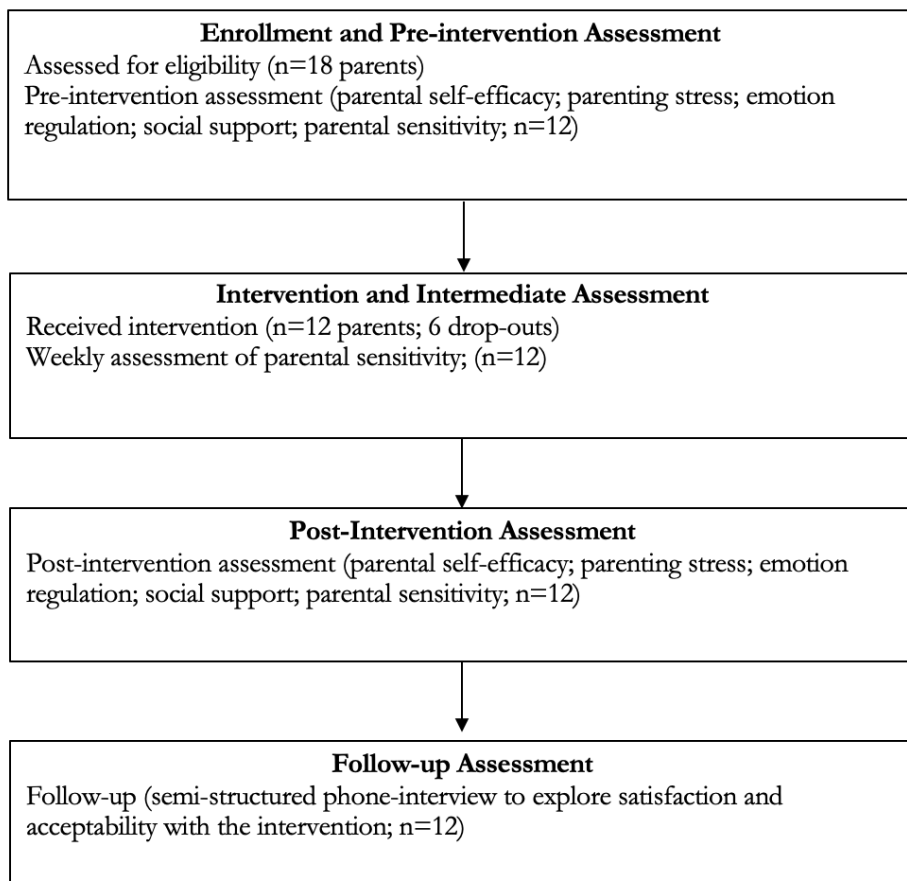 Enrollment and Pre-intervention Assessment
Assessed for eligibility (n=18 parents)
Pre-intervention assessment (parental self-efficacy; parenting stress; emotion
regulation; social support; parental sensitivity; n=12)
Intervention and Intermediate Assessment
Received intervention (n=12 parents; 6 drop-outs)
Weekly assessment of parental sensitivity; (n=12)
Post-Intervention Assessment
Post-intervention assessment (parental self-efficacy; parenting stress; emotion
regulation; social support; parental sensitivity; n=12)
Follow-up Assessment
Follow-up (semi-structured phone-interview to explore satisfaction and
acceptability with the intervention; n=12)